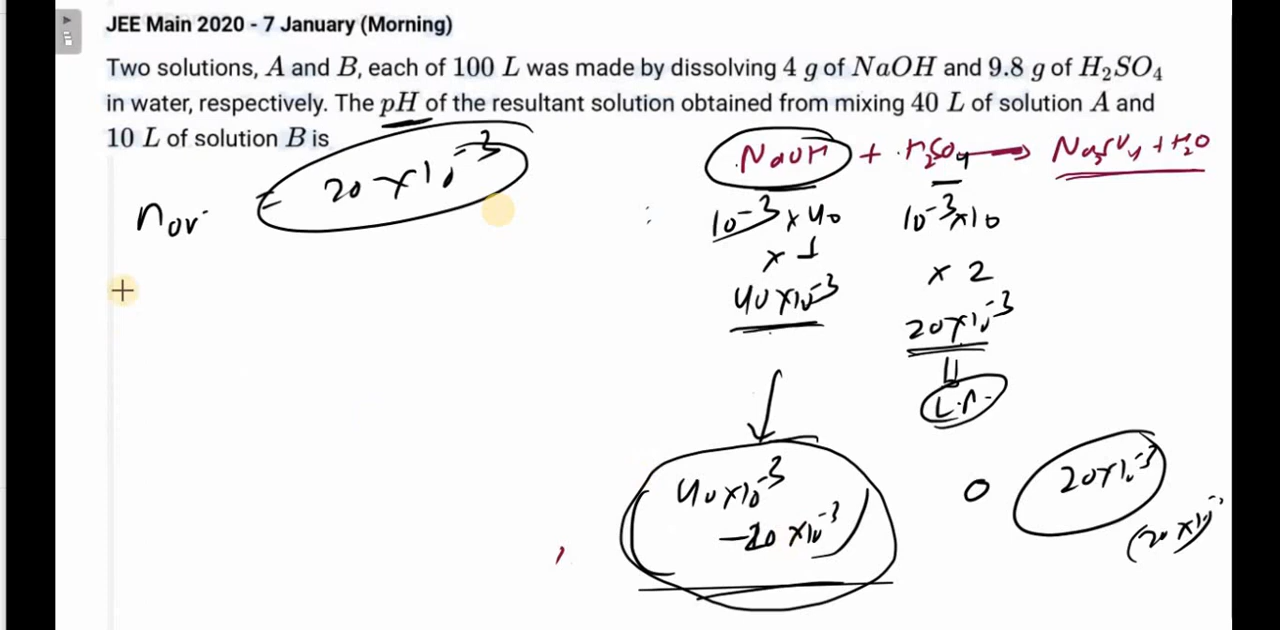 JEE Main 2020 - 7 January (Morning)
Two solutions, A and B, each of 100 L was made by dissolving 4 g of NaOH and 9.8 g of H₂SO₄
in water, respectively. The pH of the resultant solution obtained from mixing 40 L of solution A and
10 L of solution B is
NaOH + H₂SO₄ → Na₂SO₄ + H₂O
= 20 × 10⁻³
10⁻³ × 40 10⁻³ × 10
× 1 × 2
40 × 10⁻³ 20 × 10⁻³
L.R.
40 × 10⁻³ 0 20 × 10⁻³
- 20 × 10⁻³